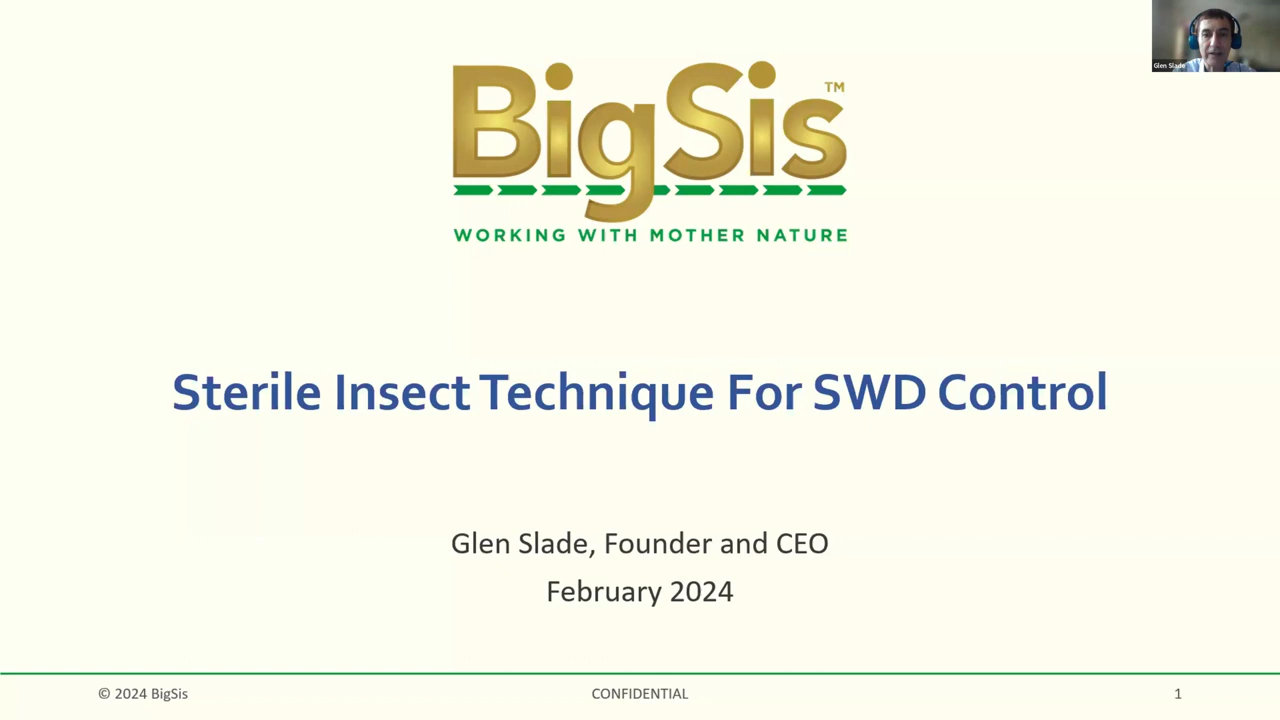 Glen Slade
BigSis™
WORKING WITH MOTHER NATURE
Sterile Insect Technique For SWD Control
Glen Slade, Founder and CEO
February 2024
© 2024 BigSis
CONFIDENTIAL
1